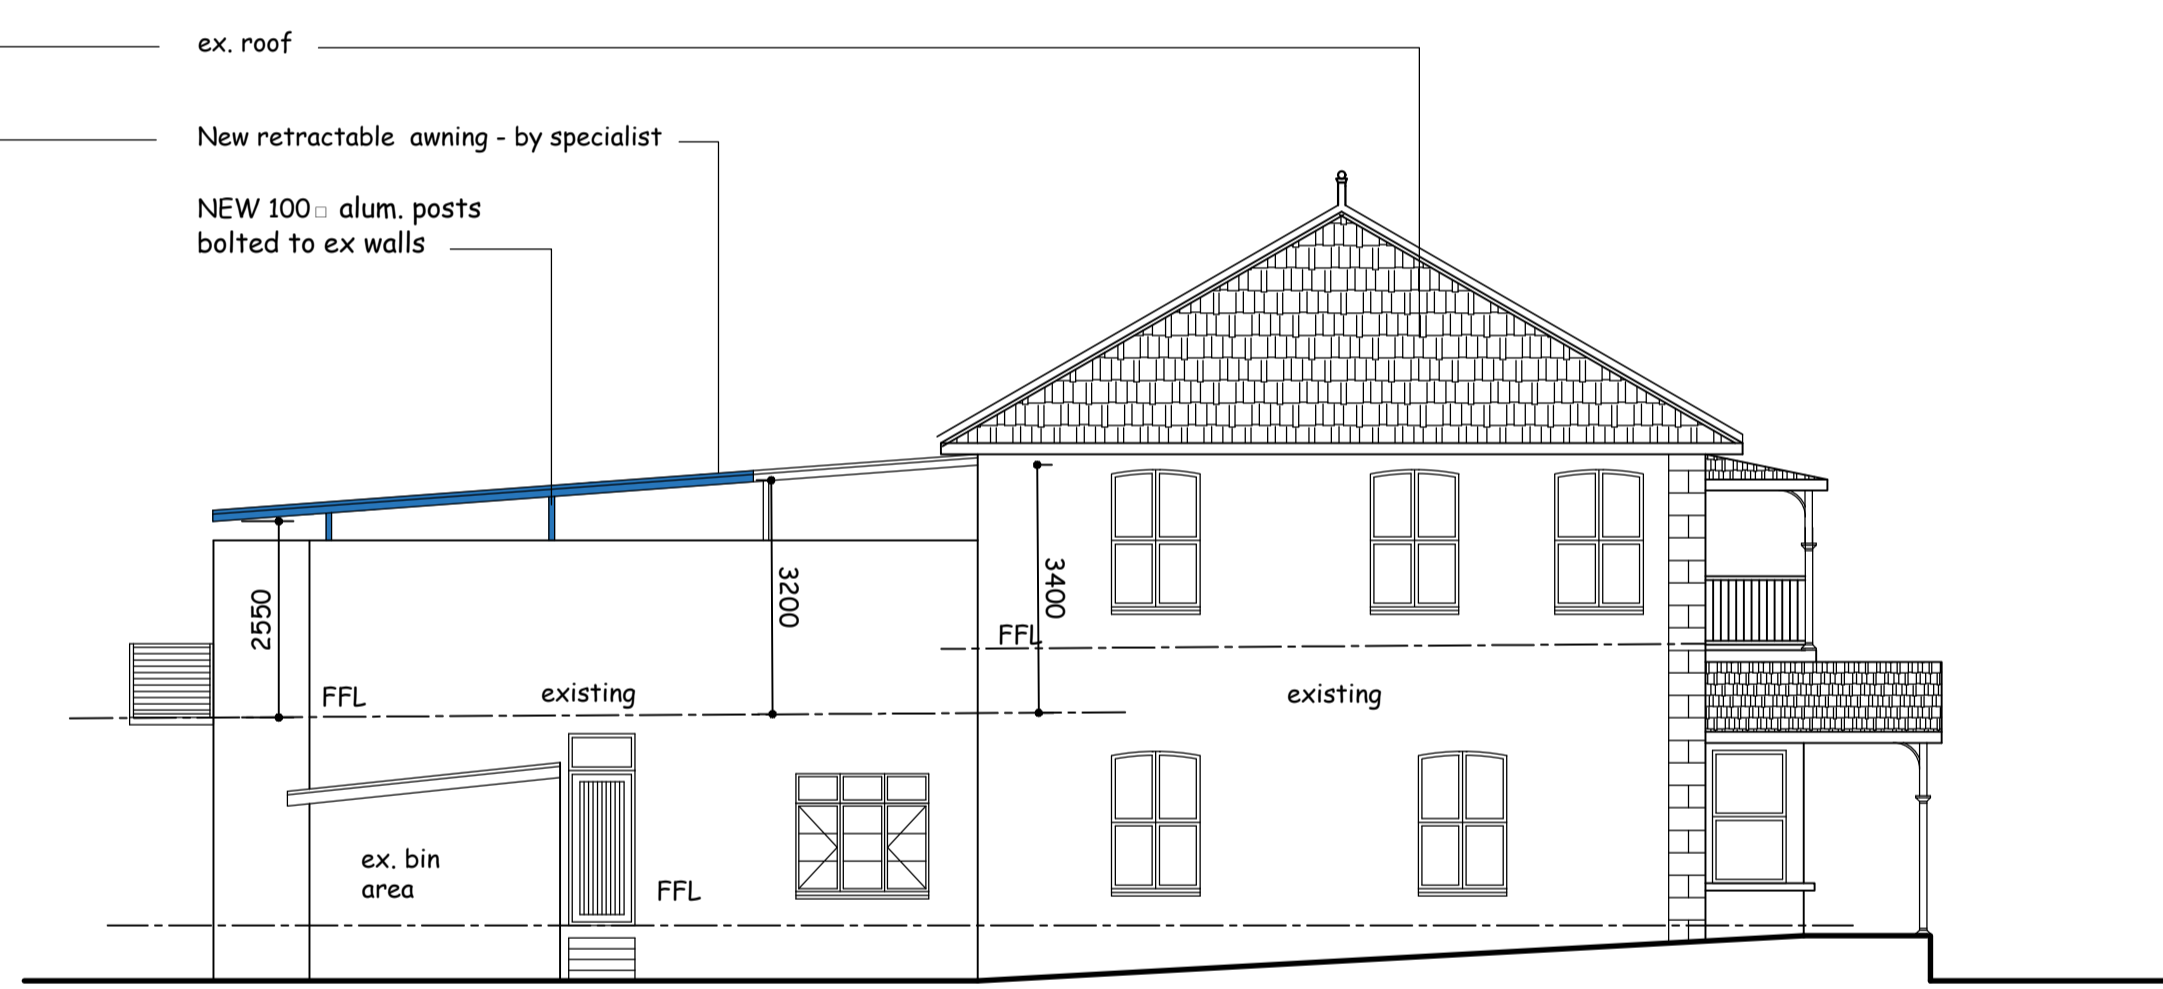 ex. roof
New retractable awning - by specialist
NEW 100□ alum. posts
bolted to ex walls
2550
3200
3400
FFL
FFL
existing
existing
ex. bin
area
FFL